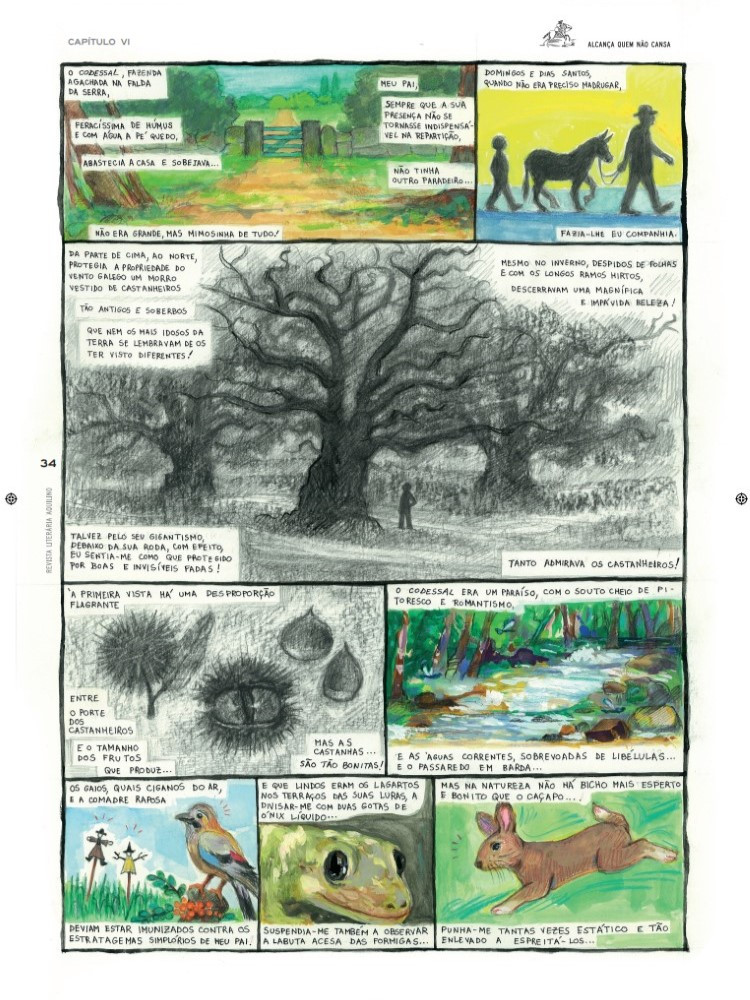 CAPÍTULO VI
ALCANÇA QUEM NÃO CANSA
O CODESSAL, FAZENDA
AGACHADA NA FALDA
DA SERRA,
FERACÍSSIMA DE HÚMUS
E COM ÁGUA A PÉ QUEDO,
ABASTECIA A CASA E SOBEJAVA...
MEU PAI,
SEMPRE QUE A SUA
PRESENÇA NÃO SE
TORNASSE INDISPENSÁ-
VEL NA REPARTIÇÃO,
NÃO TINHA
OUTRO PARADEIRO...
NÃO ERA GRANDE, MAS MIMOSINHA DE TUDO!
DOMINGOS E DIAS SANTOS,
QUANDO NÃO ERA PRECISO MADRUGAR,
FAZIA-LHE EU COMPANHIA.
DA PARTE DE CIMA, AO NORTE,
PROTEGIA A PROPRIEDADE DO
VENTO GALEGO UM MORRO
VESTIDO DE CASTANHEIROS
TÃO ANTIGOS E SOBERBOS
QUE NEM OS MAIS IDOSOS DA
TERRA SE LEMBRAVAM DE OS
TER VISTO DIFERENTES!
MESMO NO INVERNO, DESPIDOS DE FOLHAS
E COM OS LONGOS RAMOS HIRTOS,
DESCERRAVAM UMA MAGNÍFICA
E IMPÁVIDA BELEZA!
TALVEZ PELO SEU GIGANTISMO,
DEBAIXO DA SUA RODA, COM EFEITO,
EU SENTIA-ME COMO QUE PROTEGIDO
POR BOAS E INVISÍVEIS FADAS!
TANTO ADMIRAVA OS CASTANHEIROS!
34
REVISTA LITERÁRIA AQUILINO
À PRIMEIRA VISTA HÁ UMA DESPROPORÇÃO
FLAGRANTE
ENTRE
O PORTE
DOS
CASTANHEIROS
E O TAMANHO
DOS FRUTOS
QUE PRODUZ...
MAS AS
CASTANHAS...
SÃO TÃO BONITAS!
O CODESSAL ERA UM PARAÍSO, COM O SOUTO CHEIO DE PI-
TORESCO E ROMANTISMO,
E AS ÁGUAS CORRENTES, SOBREVOADAS DE LIBÉLULAS...
E O PASSAREDO EM BARDA...
OS GAIOS, QUAIS CIGANOS DO AR,
E A COMADRE RAPOSA
DEVIAM ESTAR IMUNIZADOS CONTRA OS
ESTRATAGEMAS SIMPLÓRIOS DE MEU PAI.
E QUE LINDOS ERAM OS LAGARTOS
NOS TERRAÇOS DAS SUAS LURAS, A
DIVISAR-ME COM DUAS GOTAS DE
ÓNIX LÍQUIDO...
SUSPENDIA-ME TAMBÉM A OBSERVAR
A LABUTA ACESA DAS FORMIGAS...
MAS NA NATUREZA NÃO HÁ BICHO MAIS ESPERTO
E BONITO QUE O CAÇAPO...
PUNHA-ME TANTAS VEZES ESTÁTICO E TÃO
ENLEVADO A ESPREITÁ-LOS...